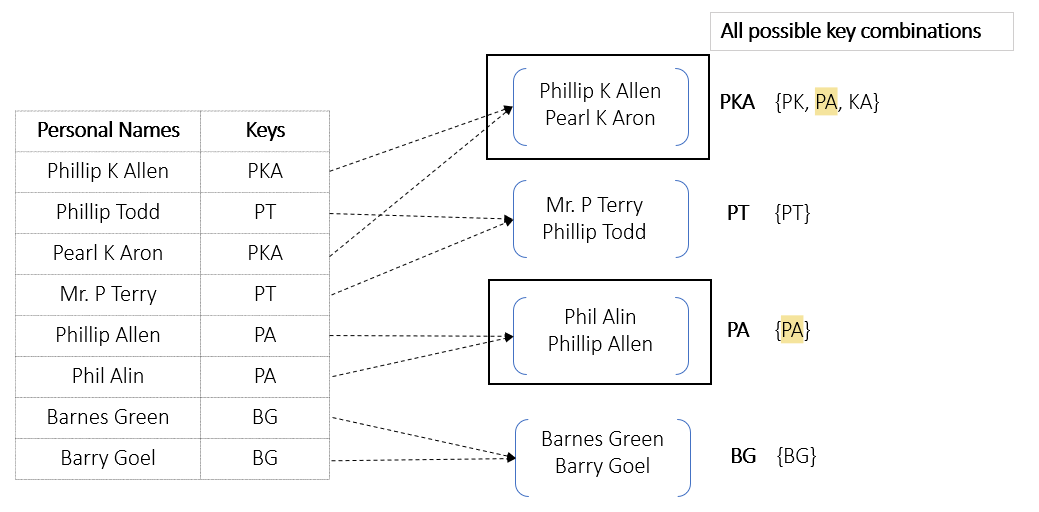 All possible key combinations
Personal Names Keys
Phillip K Allen PKA
Phillip Todd PT
Pearl K Aron PKA
Mr. P Terry PT
Phillip Allen PA
Phil Alin PA
Barnes Green BG
Barry Goel BG
Phillip K Allen
Pearl K Aron
PKA {PK, PA, KA}
Mr. P Terry
Phillip Todd
PT {PT}
Phil Alin
Phillip Allen
PA {PA}
Barnes Green
Barry Goel
BG {BG}